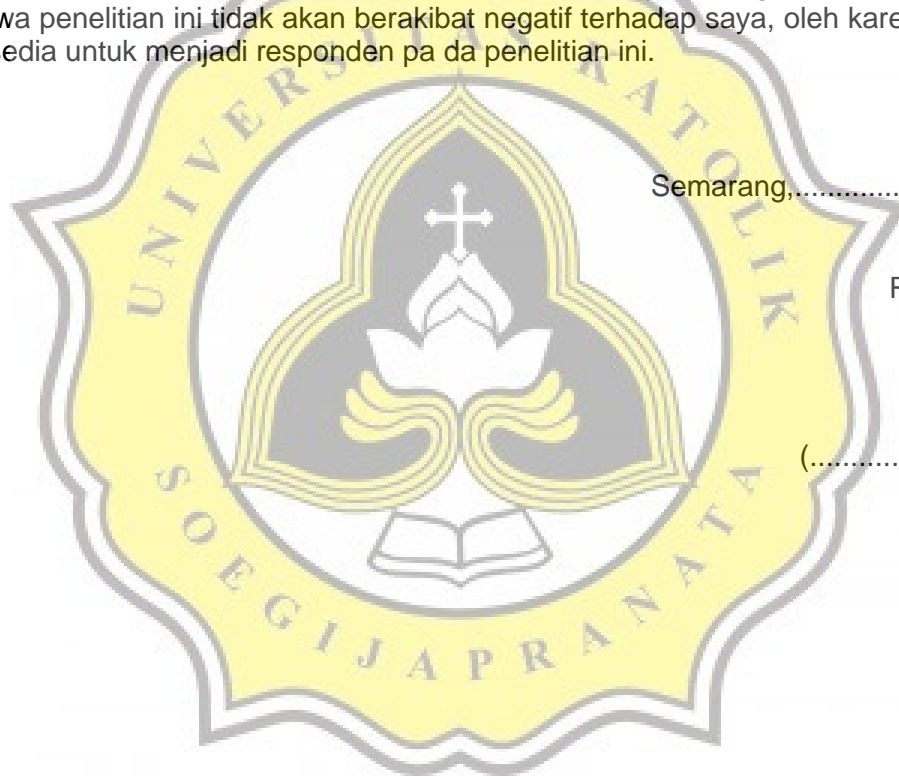 wa penelitian ini tidak akan berakibat negatif terhadap saya, oleh kare
sedia untuk menjadi responden pa da penelitian ini.
UNIVERSITAS KATOLIK
Semarang,.............
(............
SOEGIJAPRANATA